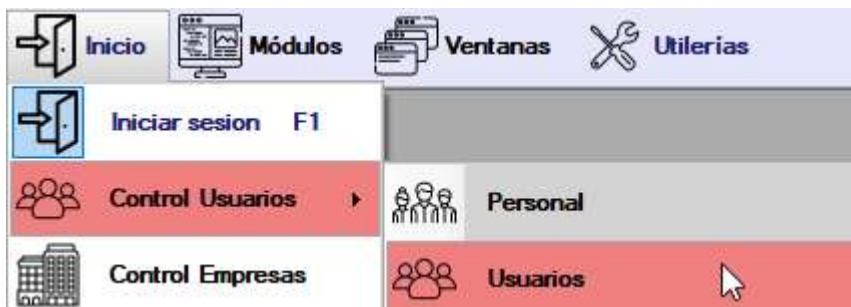 Inicio Módulos Ventanas Utilerias
Iniciar sesion F1
Control Usuarios
Personal
Control Empresas
Usuarios